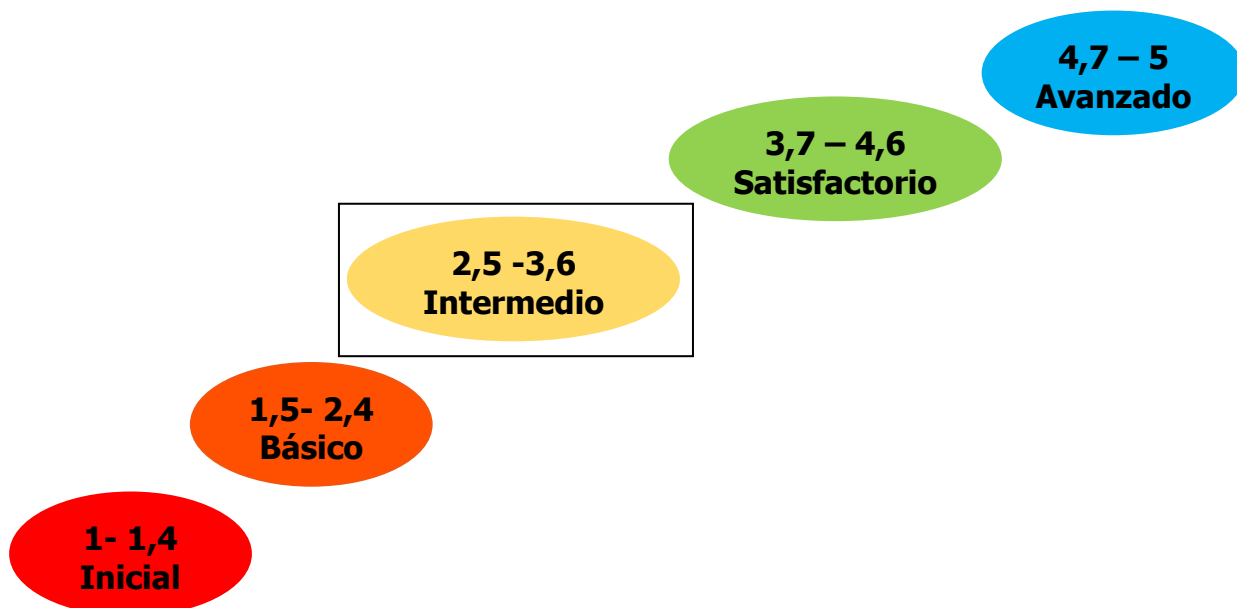 4,7 – 5
Avanzado
3,7 – 4,6
Satisfactorio
2,5 -3,6
Intermedio
1,5- 2,4
Básico
1- 1,4
Inicial